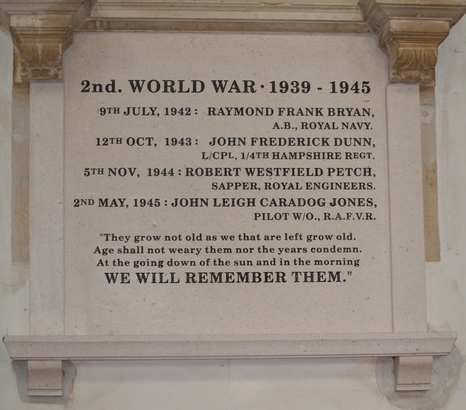 2nd. WORLD WAR · 1939 - 1945
9TH JULY, 1942: RAYMOND FRANK BRYAN,
A.B., ROYAL NAVY.
12TH OCT, 1943: JOHN FREDERICK DUNN,
L/CPL, 1/4TH HAMPSHIRE REGT.
5TH NOV, 1944: ROBERT WESTFIELD PETCH,
SAPPER, ROYAL ENGINEERS.
2ND MAY, 1945: JOHN LEIGH CARADOG JONES,
PILOT W/O., R.A.F.V.R.
"They grow not old as we that are left grow old.
Age shall not weary them nor the years condemn.
At the going down of the sun and in the morning
WE WILL REMEMBER THEM."